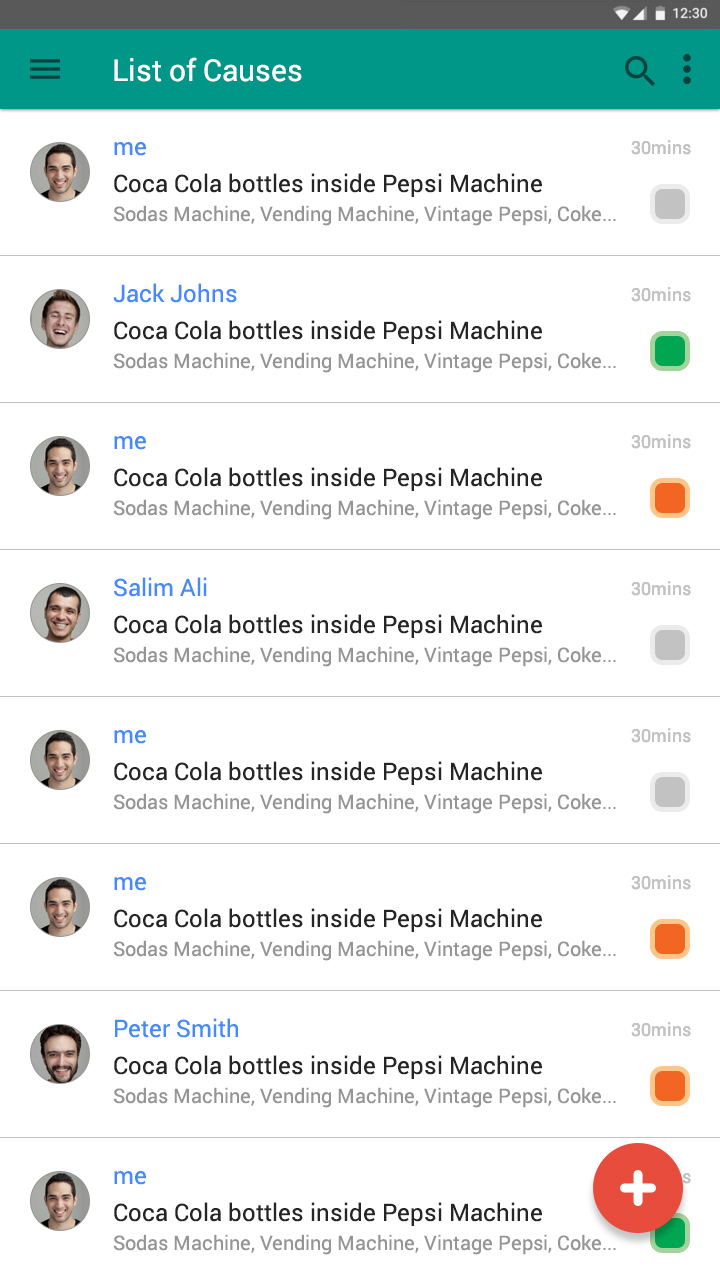 12:30
List of Causes
me
30mins
Coca Cola bottles inside Pepsi Machine
Sodas Machine, Vending Machine, Vintage Pepsi, Coke...
Jack Johns
30mins
Coca Cola bottles inside Pepsi Machine
Sodas Machine, Vending Machine, Vintage Pepsi, Coke...
me
30mins
Coca Cola bottles inside Pepsi Machine
Sodas Machine, Vending Machine, Vintage Pepsi, Coke...
Salim Ali
30mins
Coca Cola bottles inside Pepsi Machine
Sodas Machine, Vending Machine, Vintage Pepsi, Coke...
me
30mins
Coca Cola bottles inside Pepsi Machine
Sodas Machine, Vending Machine, Vintage Pepsi, Coke...
me
30mins
Coca Cola bottles inside Pepsi Machine
Sodas Machine, Vending Machine, Vintage Pepsi, Coke...
Peter Smith
30mins
Coca Cola bottles inside Pepsi Machine
Sodas Machine, Vending Machine, Vintage Pepsi, Coke...
me
Coca Cola bottles inside Pepsi Machine
Sodas Machine, Vending Machine, Vintage Pepsi, Coke...